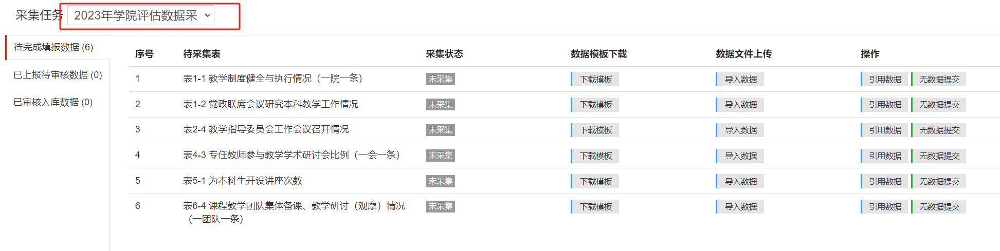 采集任务 2023年学院评估数据采
待完成填报数据 (6)
已上报待审核数据 (0)
已审核入库数据 (0)
序号 待采集表 采集状态 数据模板下载 数据文件上传 操作
1 表1-1 教学制度健全与执行情况（一院一条） 未采集 下载模板 导入数据 引用数据 无数据提交
2 表1-2 党政联席会议研究本科教学工作情况 未采集 下载模板 导入数据 引用数据 无数据提交
3 表2-4 教学指导委员会工作会议召开情况 未采集 下载模板 导入数据 引用数据 无数据提交
4 表4-3 专任教师参与教学学术研讨会比例（一会一条） 未采集 下载模板 导入数据 引用数据 无数据提交
5 表5-1 为本科生开设讲座次数 未采集 下载模板 导入数据 引用数据 无数据提交
6 表6-4 课程教学团队集体备课、教学研讨（观摩）情况 未采集 下载模板 导入数据 引用数据 无数据提交
（一团队一条）